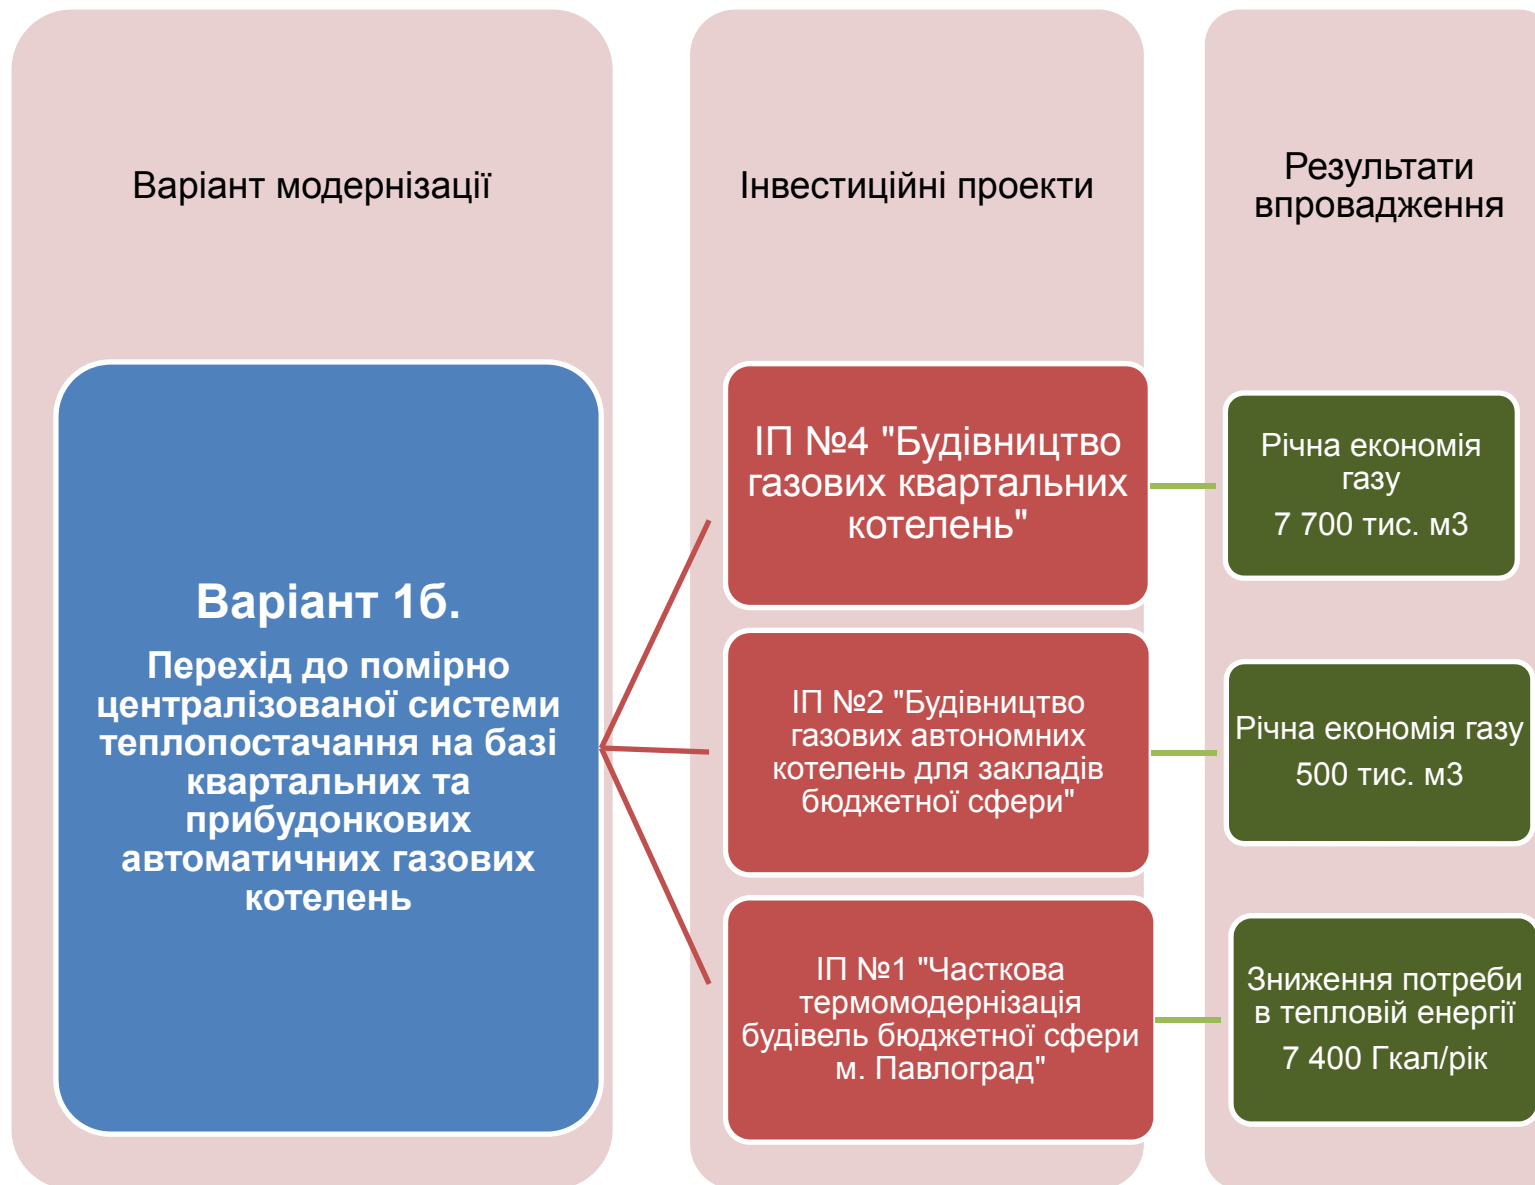 Варіант модернізації
Інвестиційні проекти
Результати
впровадження
Варіант 1б.
Перехід до помірно
централізованої системи
теплопостачання на базі
квартальних та
прибудонкових
автоматичних газових
котелень
ІП №4 "Будівництво
газових квартальних
котелень"
Річна економія
газу
7 700 тис. м3
ІП №2 "Будівництво
газових автономних
котелень для закладів
бюджетної сфери"
Річна економія газу
500 тис. м3
ІП №1 "Часткова
термомодернізація
будівель бюджетної сфери
м. Павлоград"
Зниження потреби
в тепловій енергії
7 400 Гкал/рік